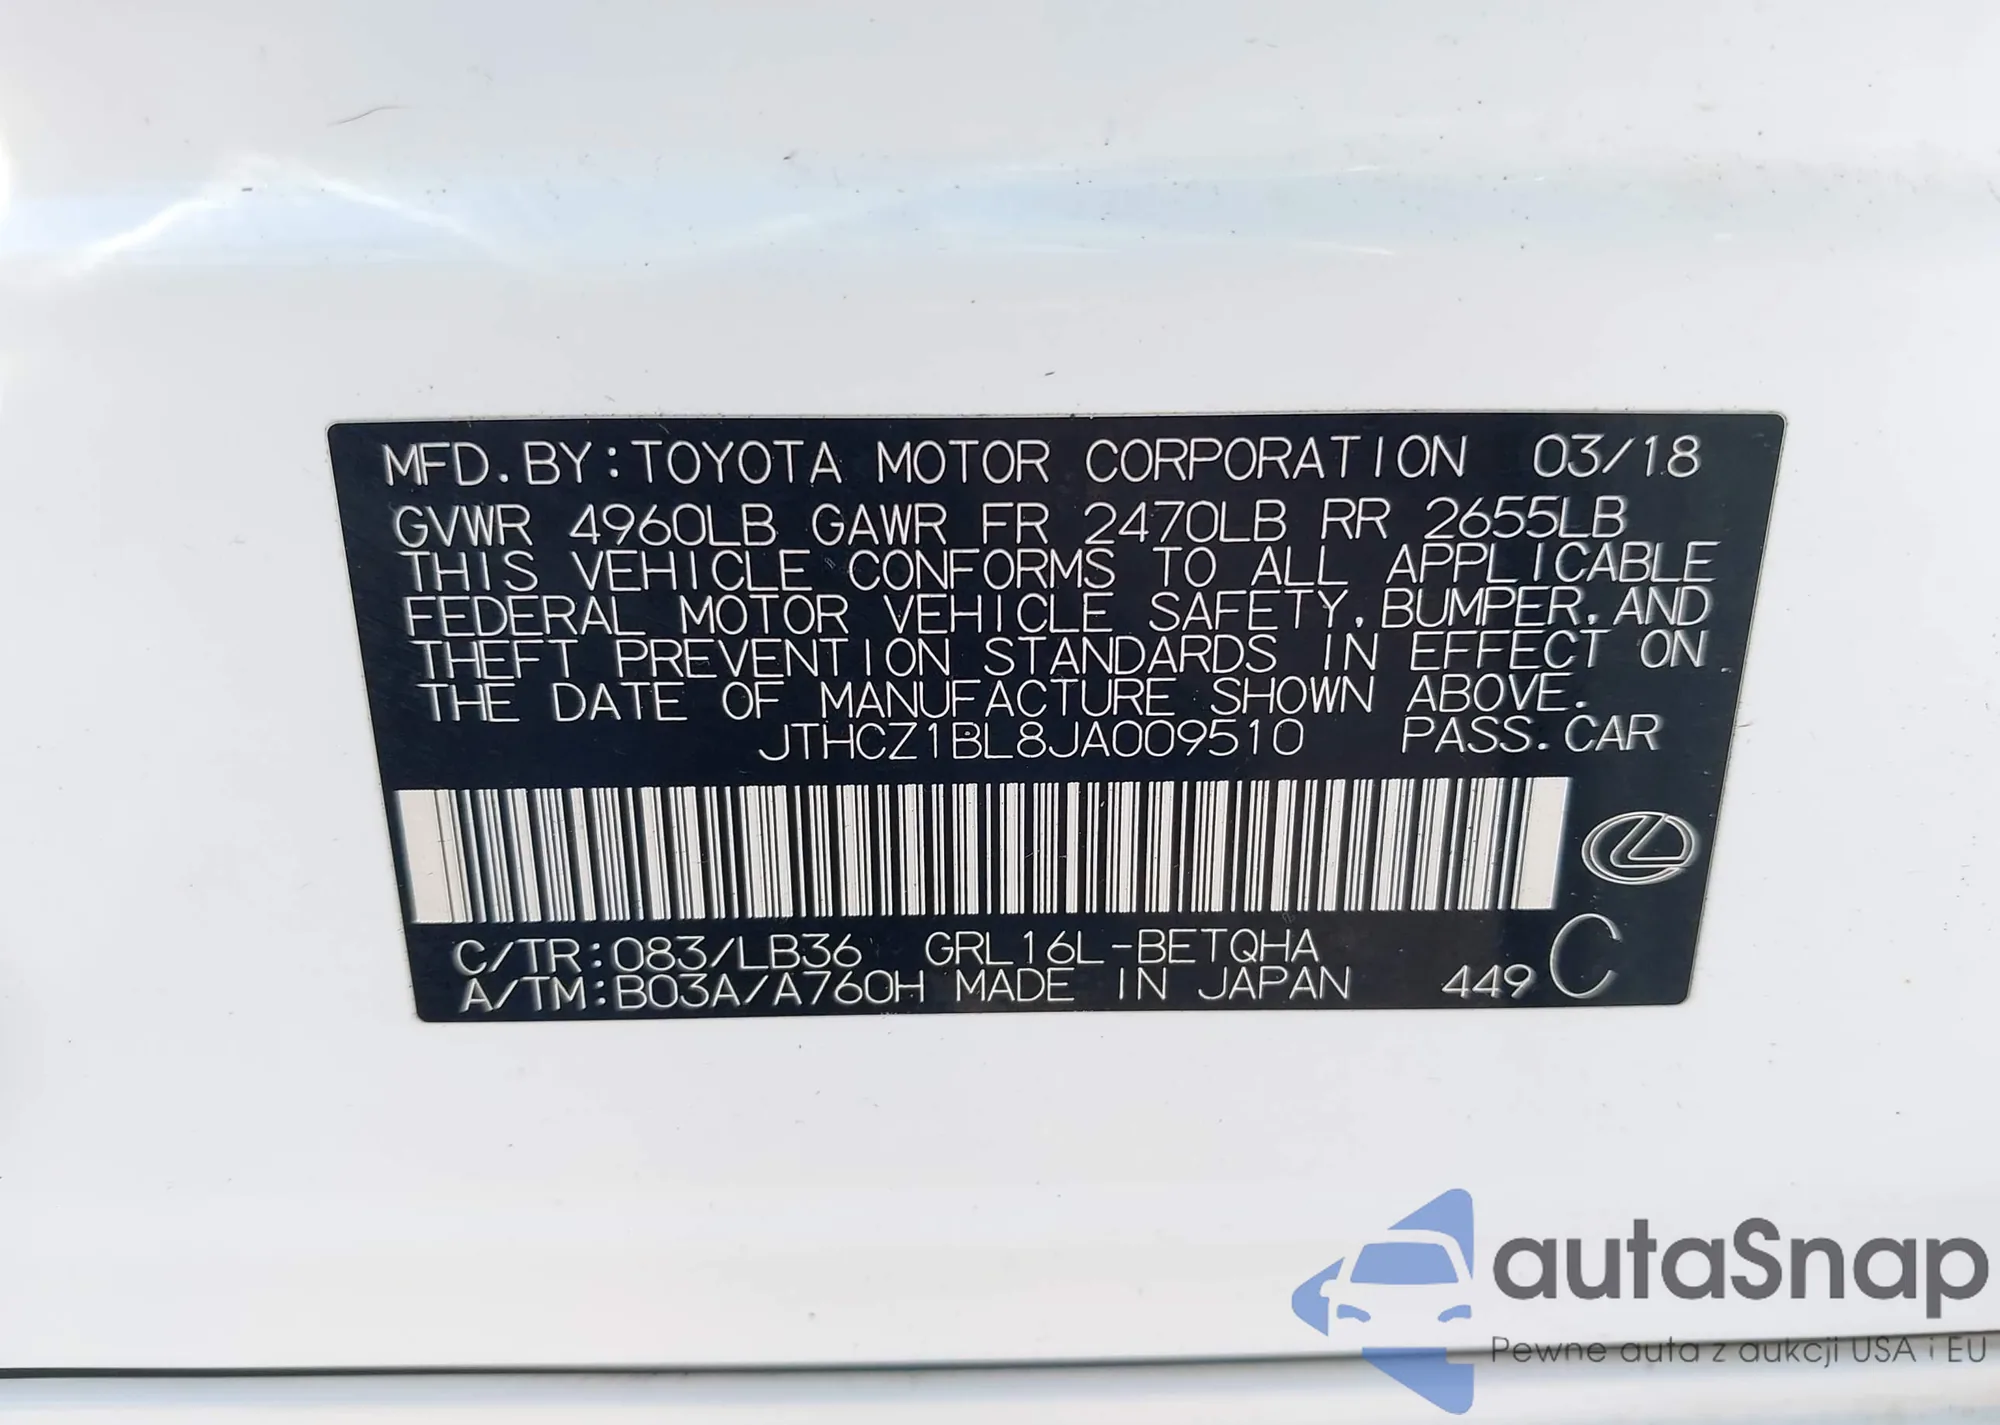 MFD. BY: TOYOTA MOTOR CORPORATION 03/18
GVWR 4960LB GAWR FR 2470LB RR 2655LB
THIS VEHICLE CONFORMS TO ALL APPLICABLE
FEDERAL MOTOR VEHICLE SAFETY, BUMPER, AND
THEFT PREVENTION STANDARDS IN EFFECT ON
THE DATE OF MANUFACTURE SHOWN ABOVE.
JTHCZ1BL8JA009510 PASS. CAR
C/TR: 083/LB36 GRL16L-BETQHA
A/TM: B03A/A760H MADE IN JAPAN 449 C
autaSnap
Pewne auta z aukcji USA i EU